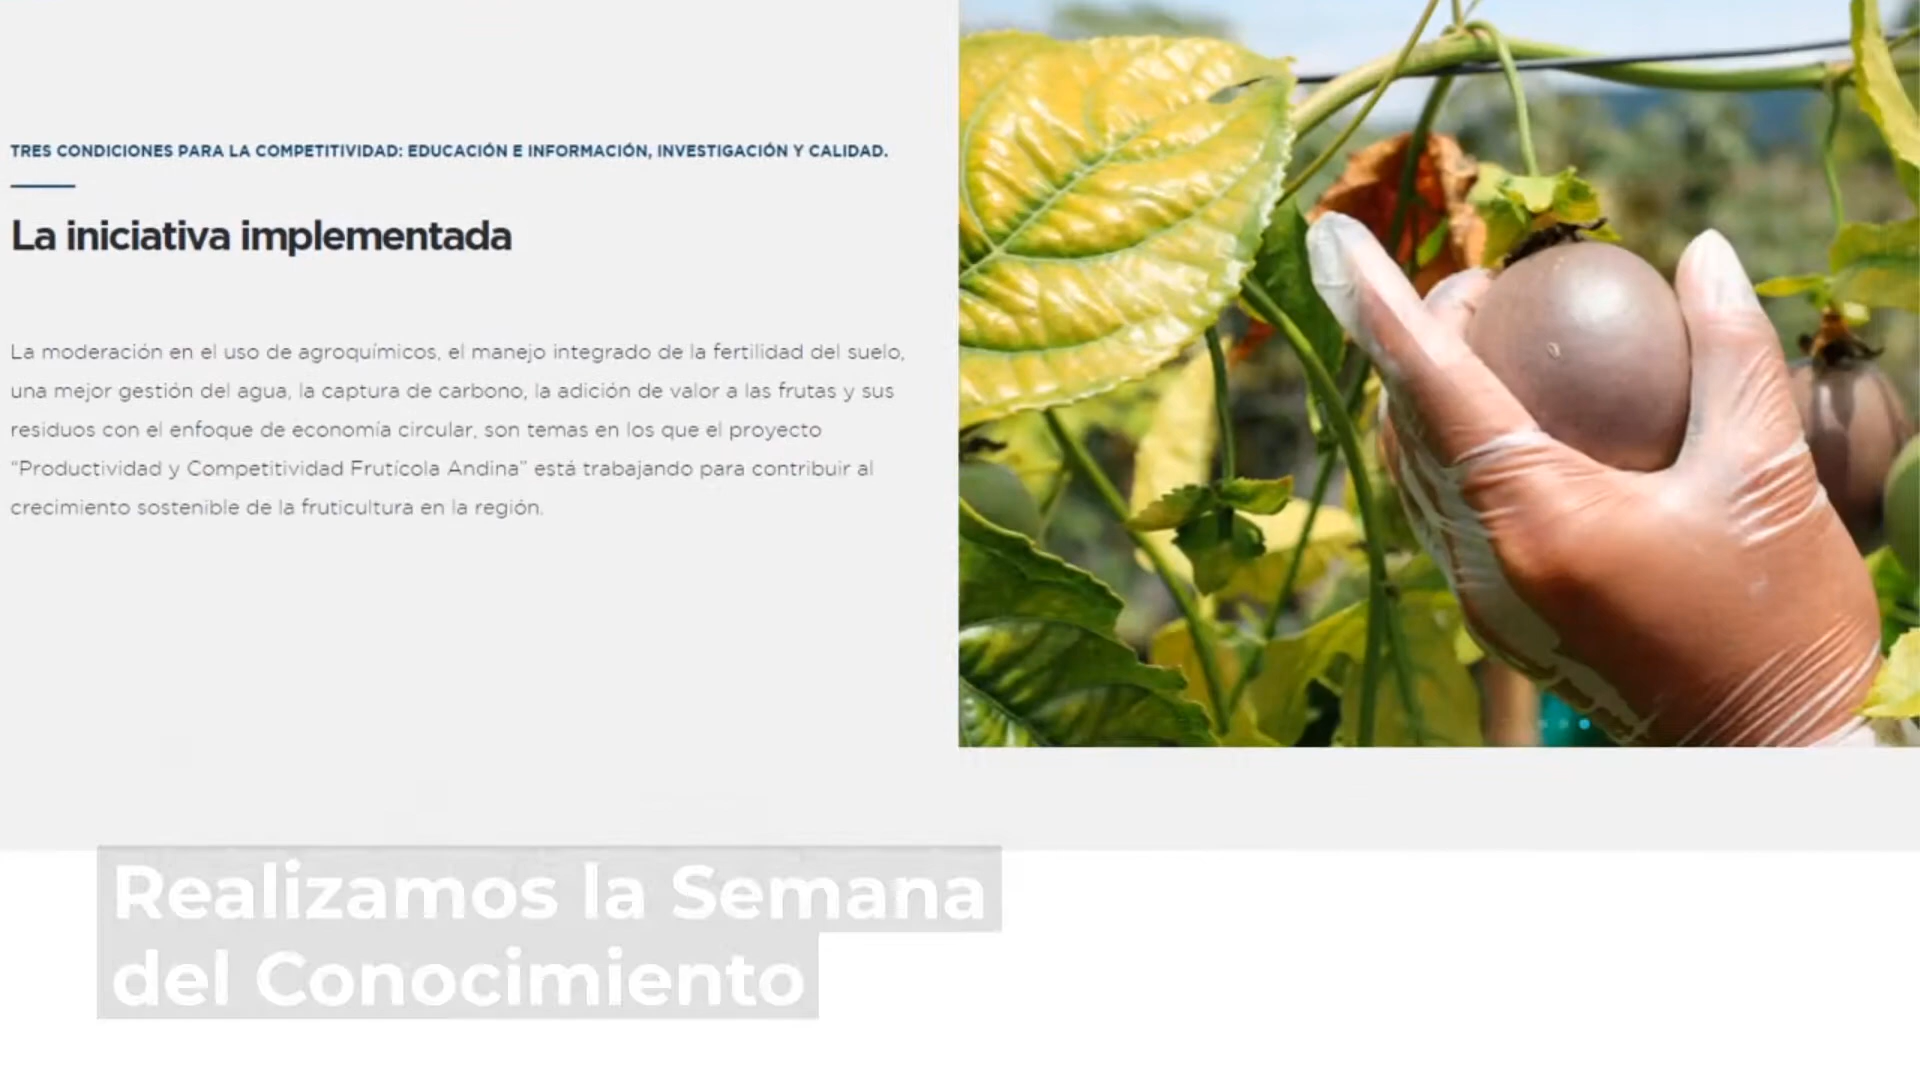 TRES CONDICIONES PARA LA COMPETITIVIDAD: EDUCACIÓN E INFORMACIÓN, INVESTIGACIÓN Y CALIDAD.
La iniciativa implementada
La moderación en el uso de agroquímicos, el manejo integrado de la fertilidad del suelo,
una mejor gestión del agua, la captura de carbono, la adición de valor a las frutas y sus
residuos con el enfoque de economía circular, son temas en los que el proyecto
“Productividad y Competitividad Frutícola Andina” está trabajando para contribuir al
crecimiento sostenible de la fruticultura en la región.
Realizamos la Semana
del Conocimiento